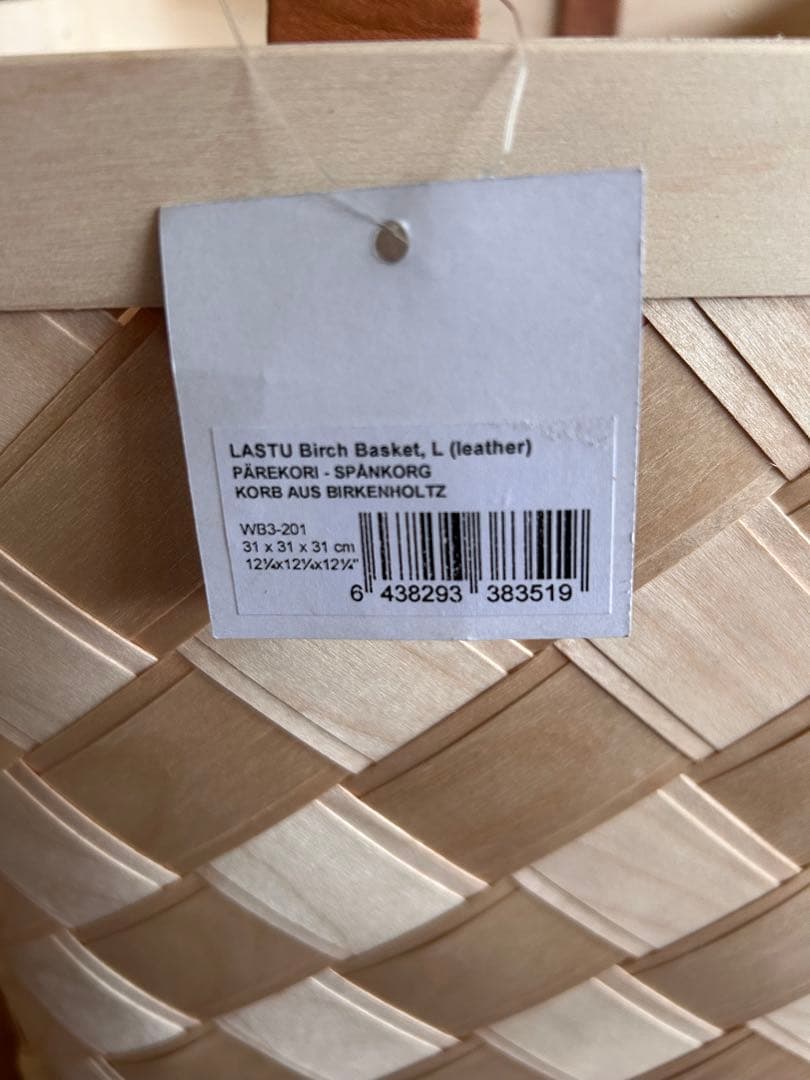 LASTU Birch Basket, L (leather)
PÄREKORI - SPÅNKORG
KORB AUS BIRKENHOLTZ
WB3-201
31 x 31 x 31 cm
12¼x12¼x12¼"
6 438293 383519